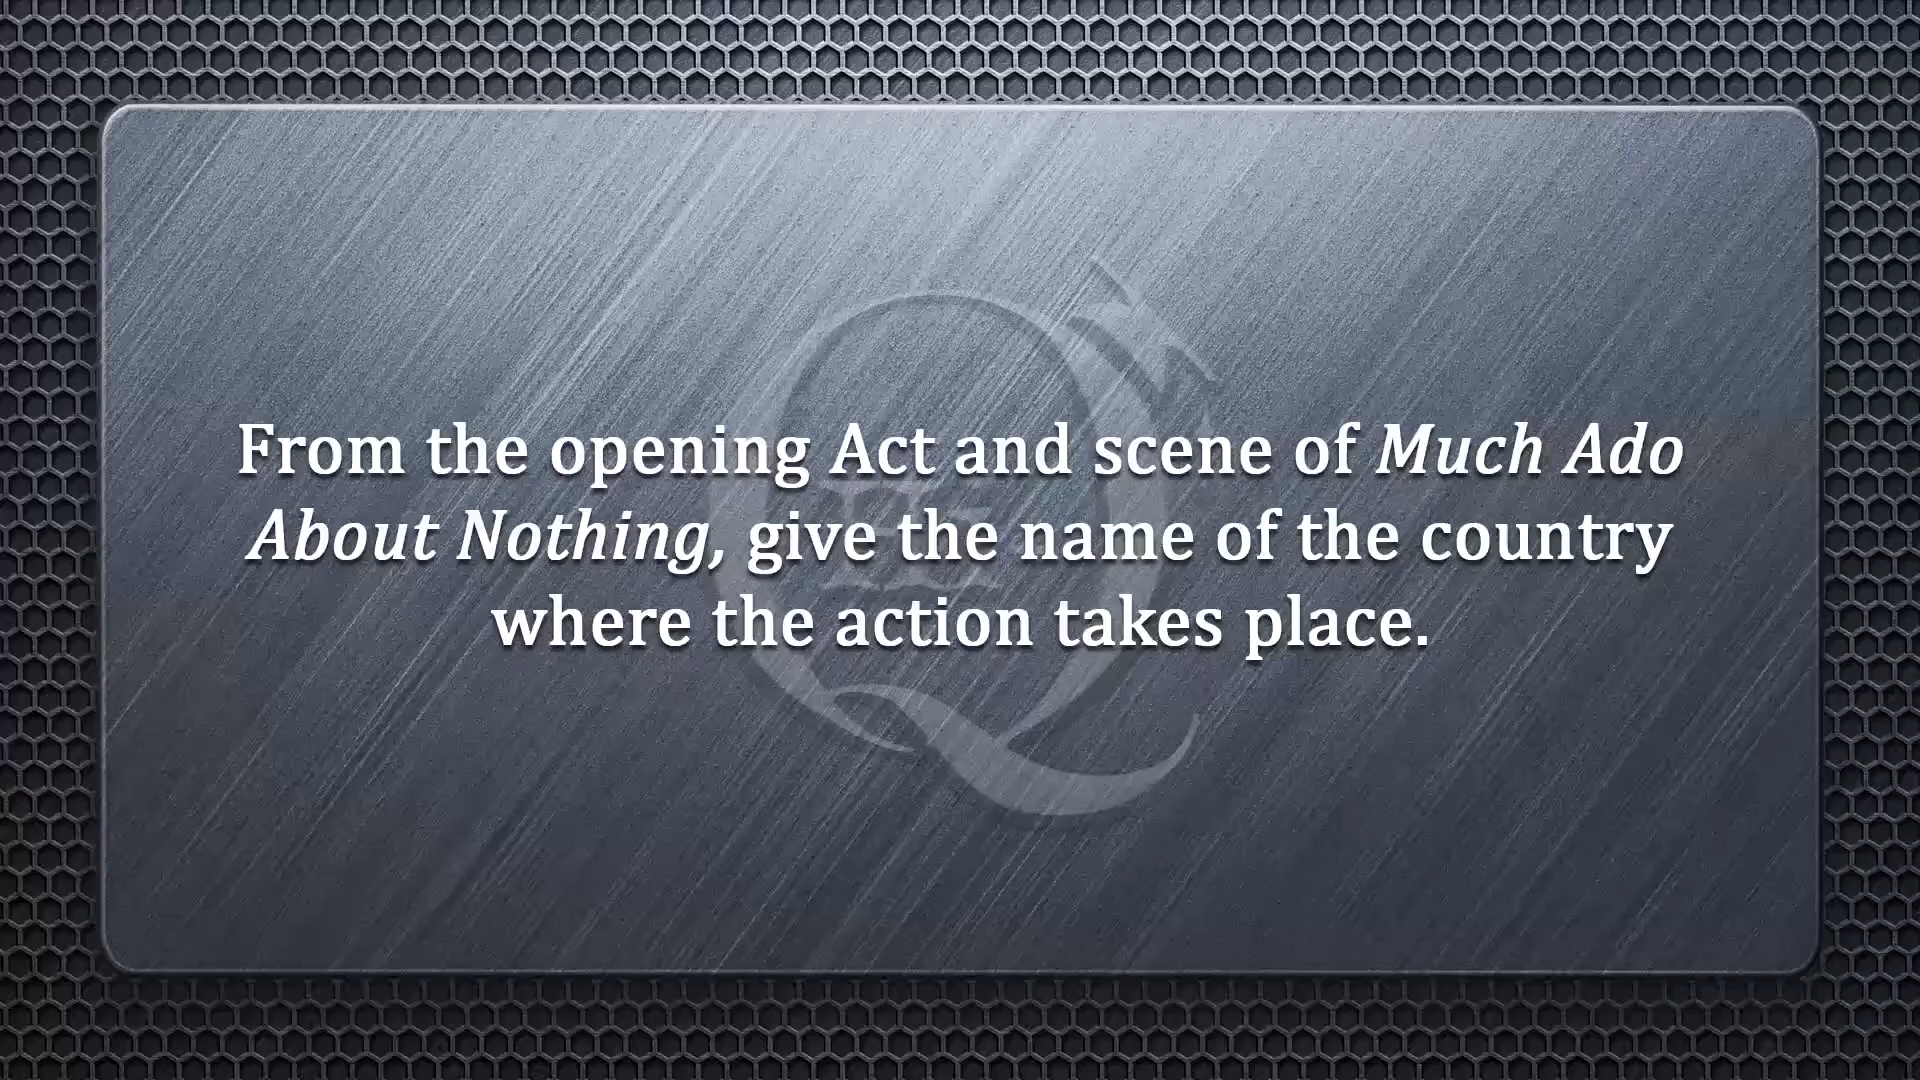 From the opening Act and scene of Much Ado
About Nothing, give the name of the country
where the action takes place.